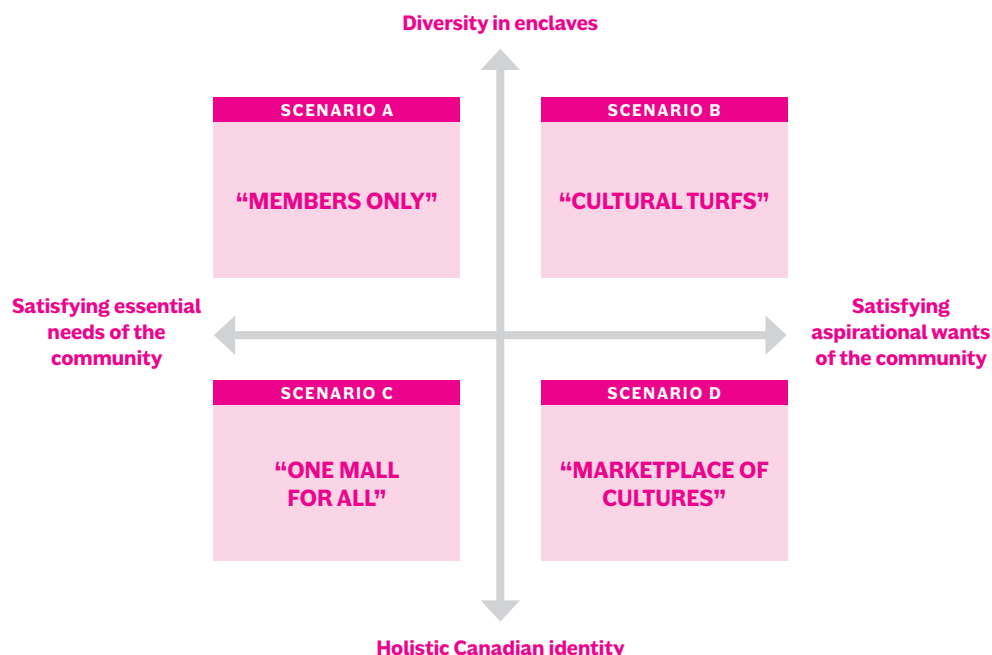 Diversity in enclaves
SCENARIO A
“MEMBERS ONLY”
SCENARIO B
“CULTURAL TURFS”
Satisfying essential
needs of the
community
Satisfying
aspirational wants
of the community
SCENARIO C
“ONE MALL
FOR ALL”
SCENARIO D
“MARKETPLACE OF
CULTURES”
Holistic Canadian identity